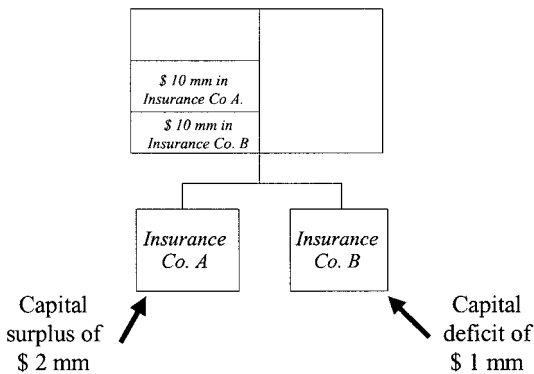 $ 10 mm in
Insurance Co A.
$ 10 mm in
Insurance Co. B
Insurance
Co. A
Insurance
Co. B
Capital
surplus of
$ 2 mm
Capital
deficit of
$ 1 mm